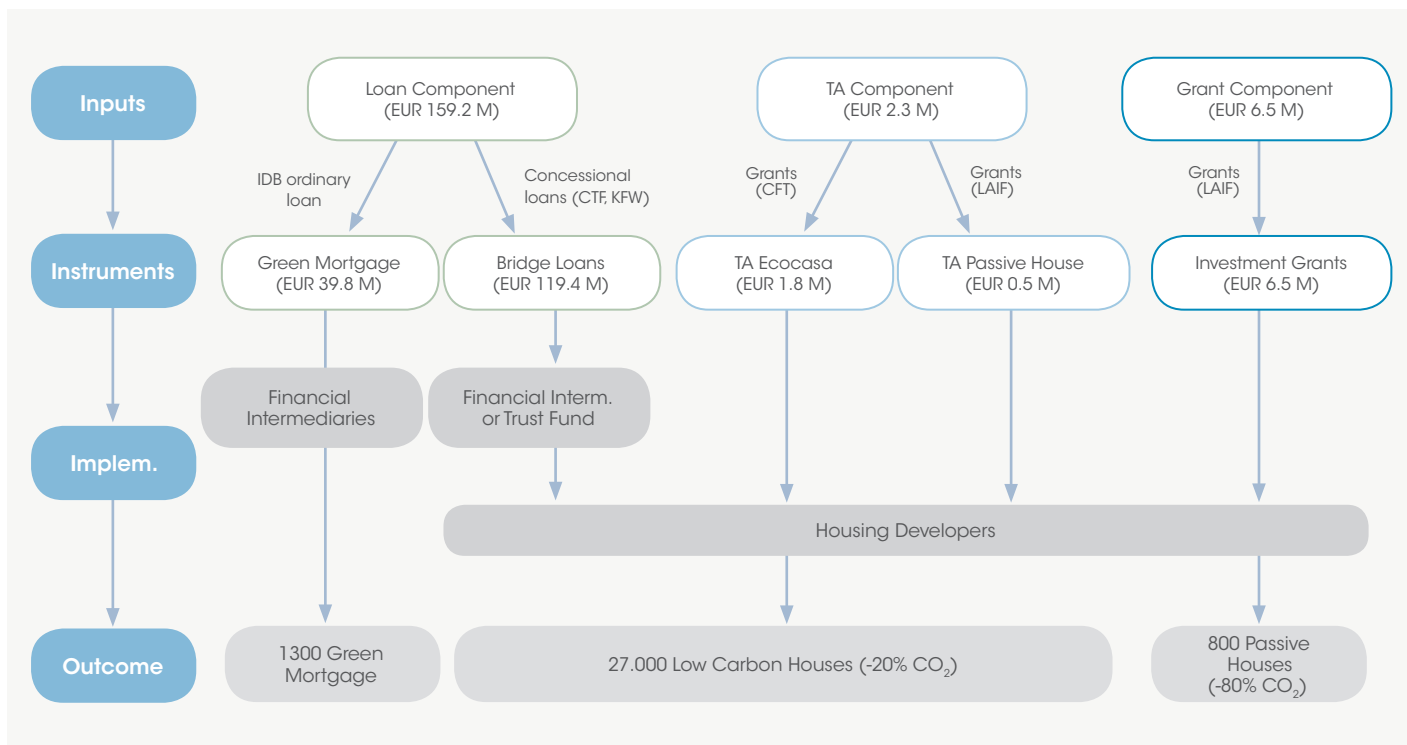 Inputs
Loan Component
(EUR 159.2 M)
TA Component
(EUR 2.3 M)
Grant Component
(EUR 6.5 M)
IDB ordinary
loan
Concessional
loans (CTF, KFW)
Grants
(CFT)
Grants
(LAIF)
Grants
(LAIF)
Instruments
Green Mortgage
(EUR 39.8 M)
Bridge Loans
(EUR 119.4 M)
TA Ecocasa
(EUR 1.8 M)
TA Passive House
(EUR 0.5 M)
Investment Grants
(EUR 6.5 M)
Implem.
Financial
Intermediaries
Financial Interm.
or Trust Fund
Housing Developers
Outcome
1300 Green
Mortgage
27.000 Low Carbon Houses (-20% CO₂)
800 Passive
Houses
(-80% CO₂)